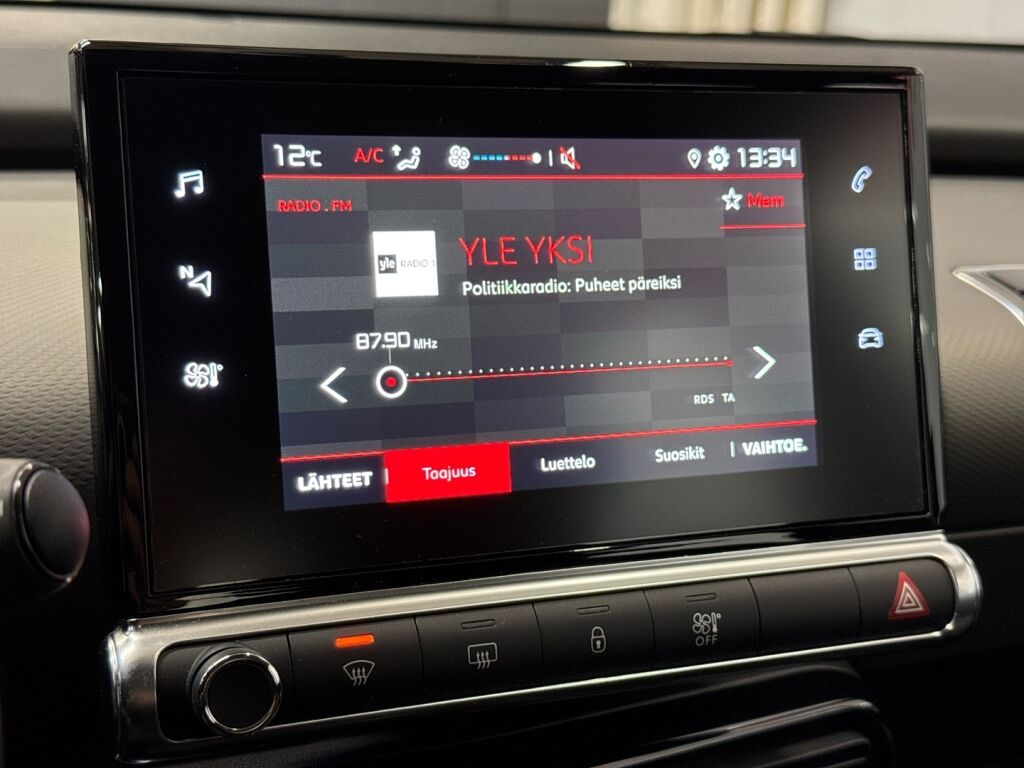 12°C A/C 13:34
RADIO . FM
Mem
yle RADIO 1
YLE YKSI
Politiikkaradio: Puheet päreiksi
87.90 MHz
N
RDS TA
LÄHTEET Taajuus Luettelo Suosikit VAIHTOE.
OFF